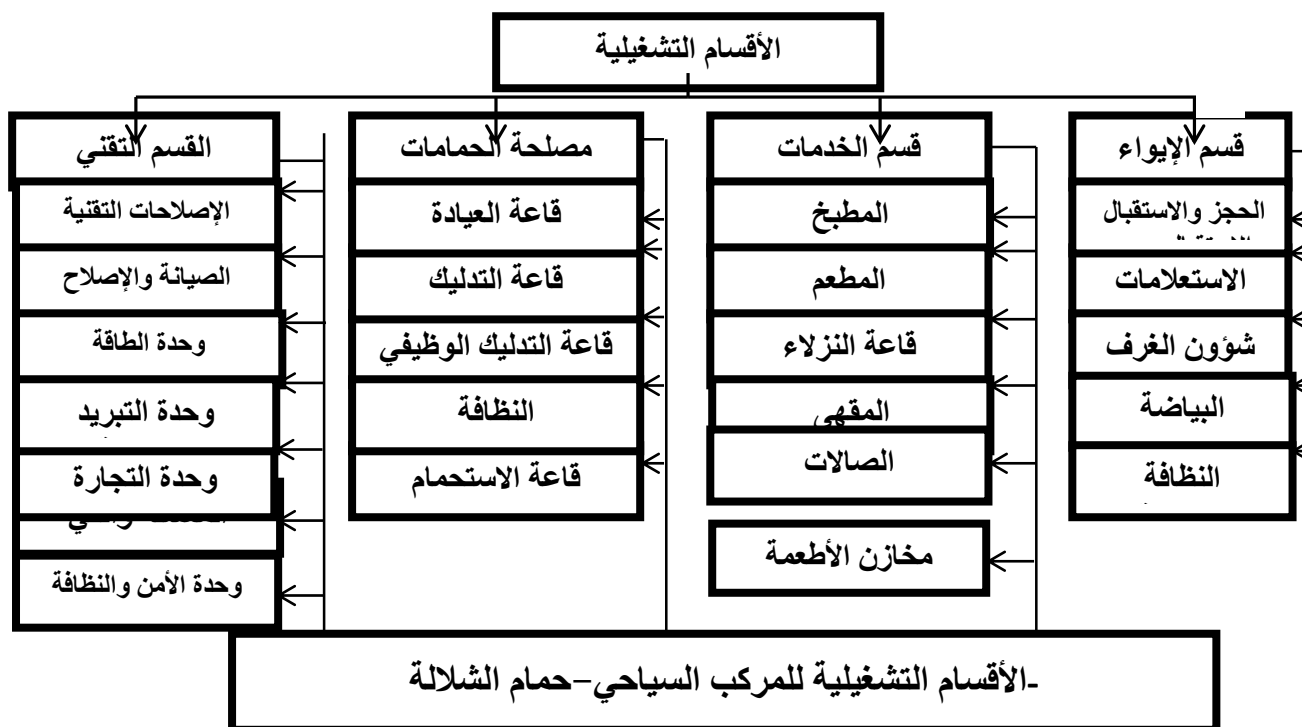 الأقسام التشغيلية
قسم الإيواء
الحجز والاستقبال
الاستعلامات
شؤون الغرف
البياضة
النظافة
قسم الخدمات
المطبخ
المطعم
قاعة النزلاء
المقهى
الصالات
مخازن الأطعمة
مصلحة الحمامات
قاعة العيادة
قاعة التدليك
قاعة التدليك الوظيفي
النظافة
قاعة الاستحمام
القسم التقني
الإصلاحات التقنية
الصيانة والإصلاح
وحدة الطاقة
وحدة التبريد
وحدة التجارة
وحدة الأمن والنظافة
-الأقسام التشغيلية للمركب السياحي–حمام الشلالة